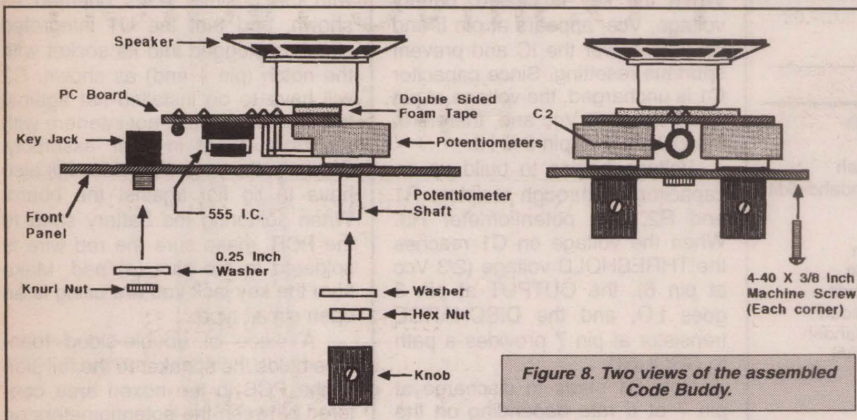 Speaker
PC Board
Key Jack
Front
Panel
Knurl Nut
0.25 Inch
Washer
555 I.C.
Double Sided
Foam Tape
Potentiometers
Potentiometer
Shaft
Washer
Hex Nut
Knob
C2
4-40 X 3/8 Inch
Machine Screw
(Each corner)
Figure 8. Two views of the assembled
Code Buddy.